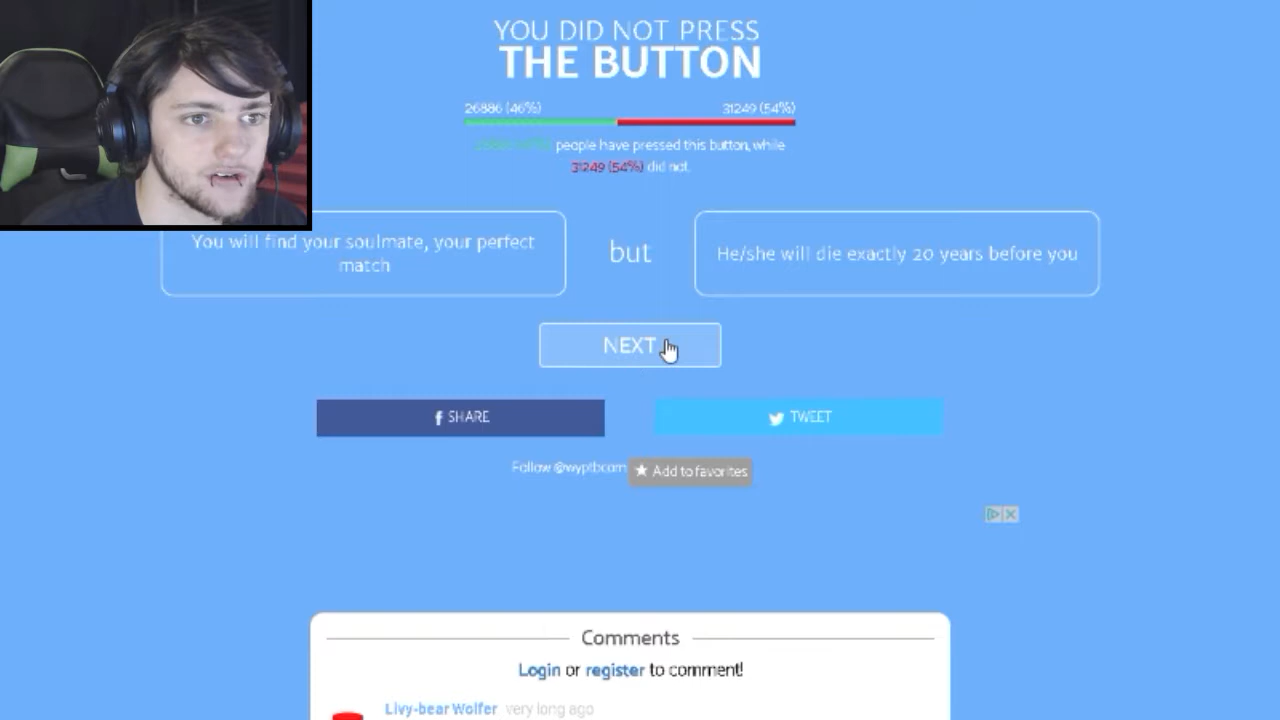 YOU DID NOT PRESS
THE BUTTON
26886 (46%) 31249 (54%)
people have pressed this button, while
31249 (54%) did not.
You will find your soulmate, your perfect
match
but
He/she will die exactly 20 years before you
NEXT
SHARE
TWEET
Follow @wyptbcom
Add to favorites
Comments
Login or register to comment!
Livy-bear Wolfer very long ago